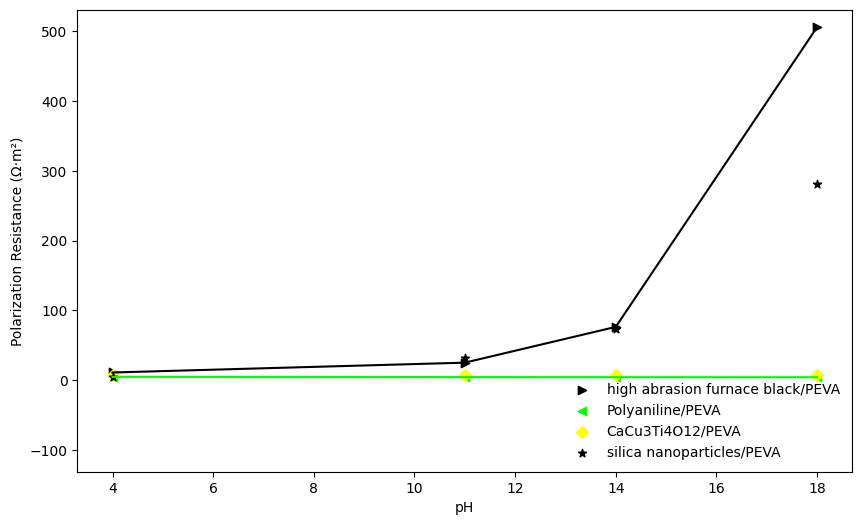 500
400
300
200
100
0
−100
Polarization Resistance (Ω·m²)
high abrasion furnace black/PEVA
Polyaniline/PEVA
CaCu3Ti4O12/PEVA
silica nanoparticles/PEVA
4 6 8 10 12 14 16 18
pH